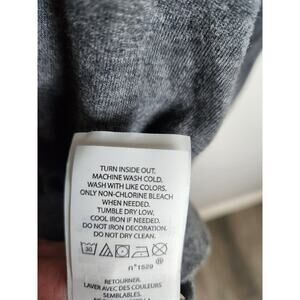 TURN INSIDE OUT.
MACHINE WASH COLD.
WASH WITH LIKE COLORS.
ONLY NON-CHLORINE BLEACH
WHEN NEEDED.
TUMBLE DRY LOW.
COOL IRON IF NEEDED.
DO NOT IRON DECORATION.
DO NOT DRY CLEAN.
30
n°1529
RETOURNER.
LAVER AVEC DES COULEURS
SEMBLABLES.